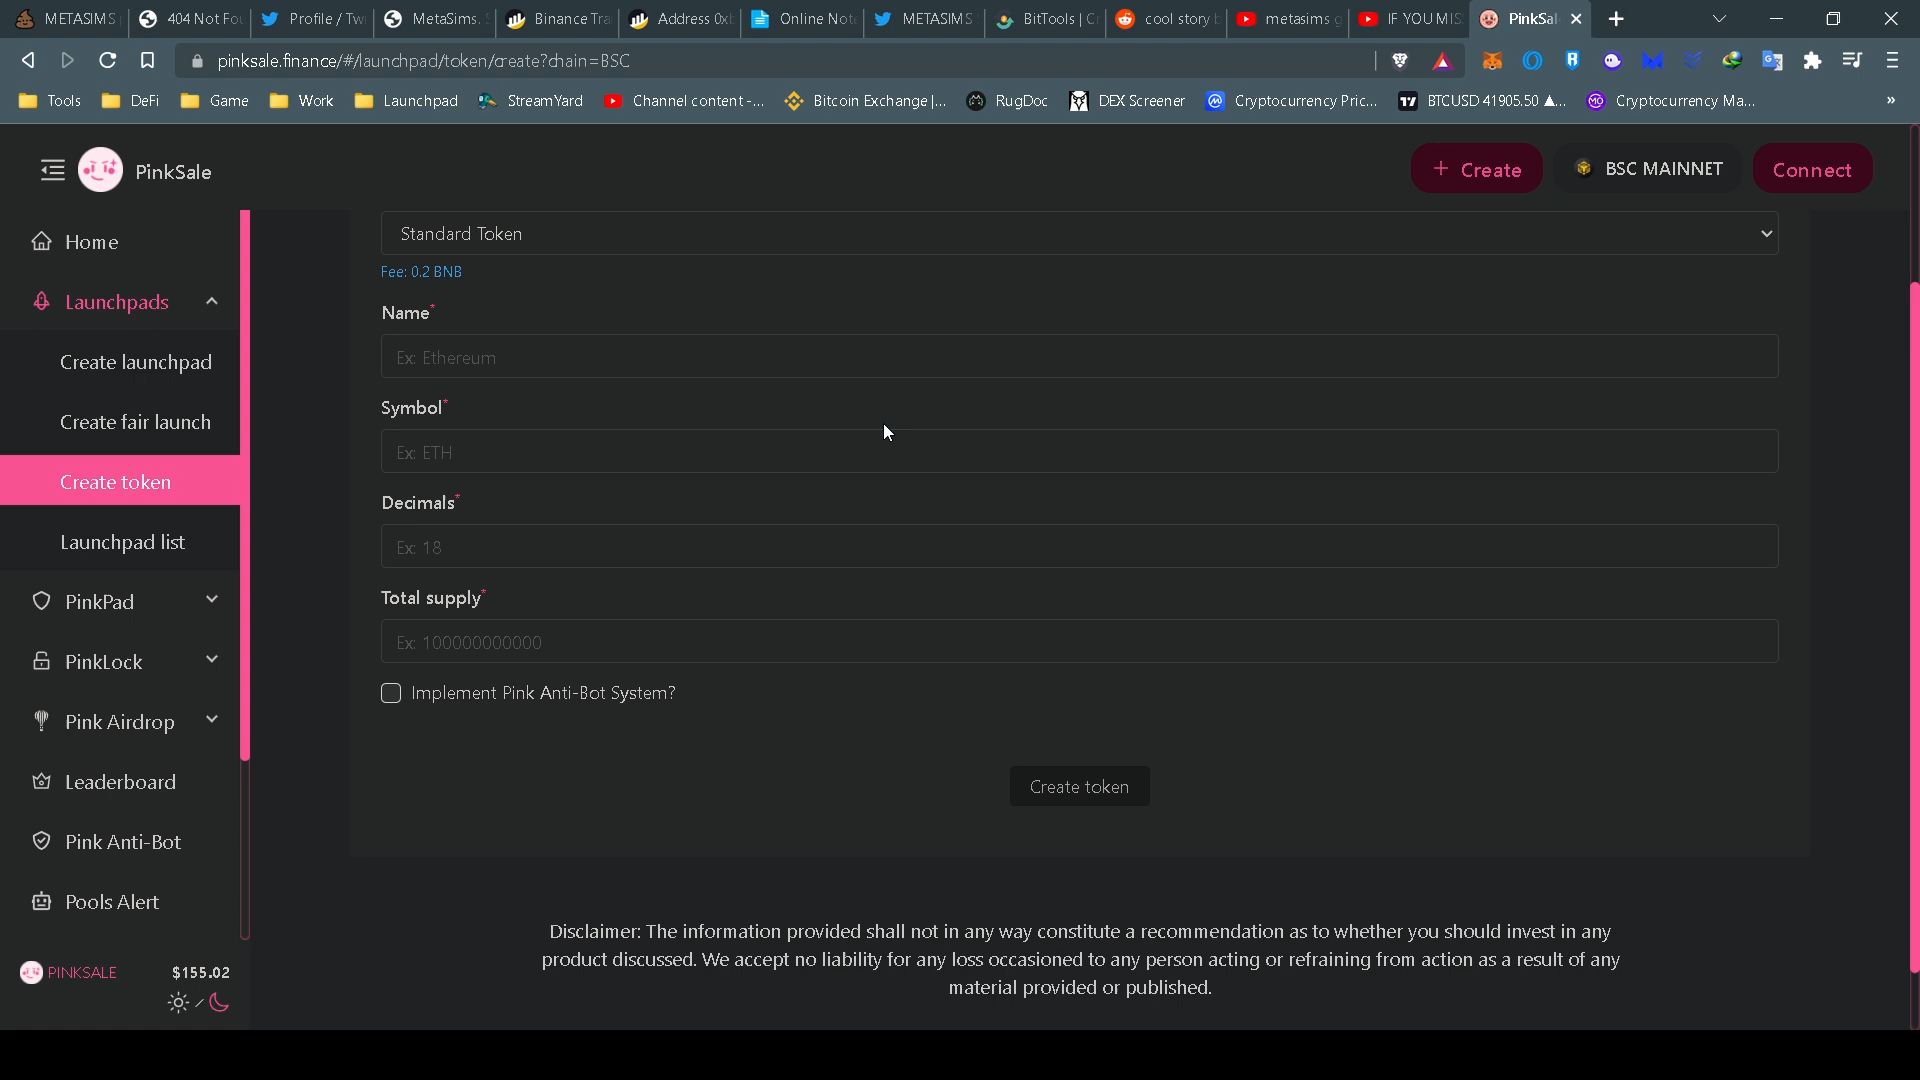 METASIMS
404 Not Fo
Profile / Tw
MetaSims.
Binance Tra
Address 0x
Online Not
METASIMS
BitTools | C
cool story b
metasims g
IF YOU MIS
PinkSal
pinksale.finance/#/launchpad/token/create?chain=BSC
Tools
DeFi
Game
Work
Launchpad
StreamYard
Channel content -...
Bitcoin Exchange |...
RugDoc
DEX Screener
Cryptocurrency Pric...
BTCUSD 41905.50 ▲...
Cryptocurrency Ma...
»
PinkSale
+ Create
BSC MAINNET
Connect
Home
Launchpads
Create launchpad
Create fair launch
Create token
Launchpad list
PinkPad
PinkLock
Pink Airdrop
Leaderboard
Pink Anti-Bot
Pools Alert
PINKSALE
$155.02
/
Standard Token
Fee: 0.2 BNB
Name*
Ex: Ethereum
Symbol*
Ex: ETH
Decimals*
Ex: 18
Total supply*
Ex: 100000000000
Implement Pink Anti-Bot System?
Create token
Disclaimer: The information provided shall not in any way constitute a recommendation as to whether you should invest in any
product discussed. We accept no liability for any loss occasioned to any person acting or refraining from action as a result of any
material provided or published.